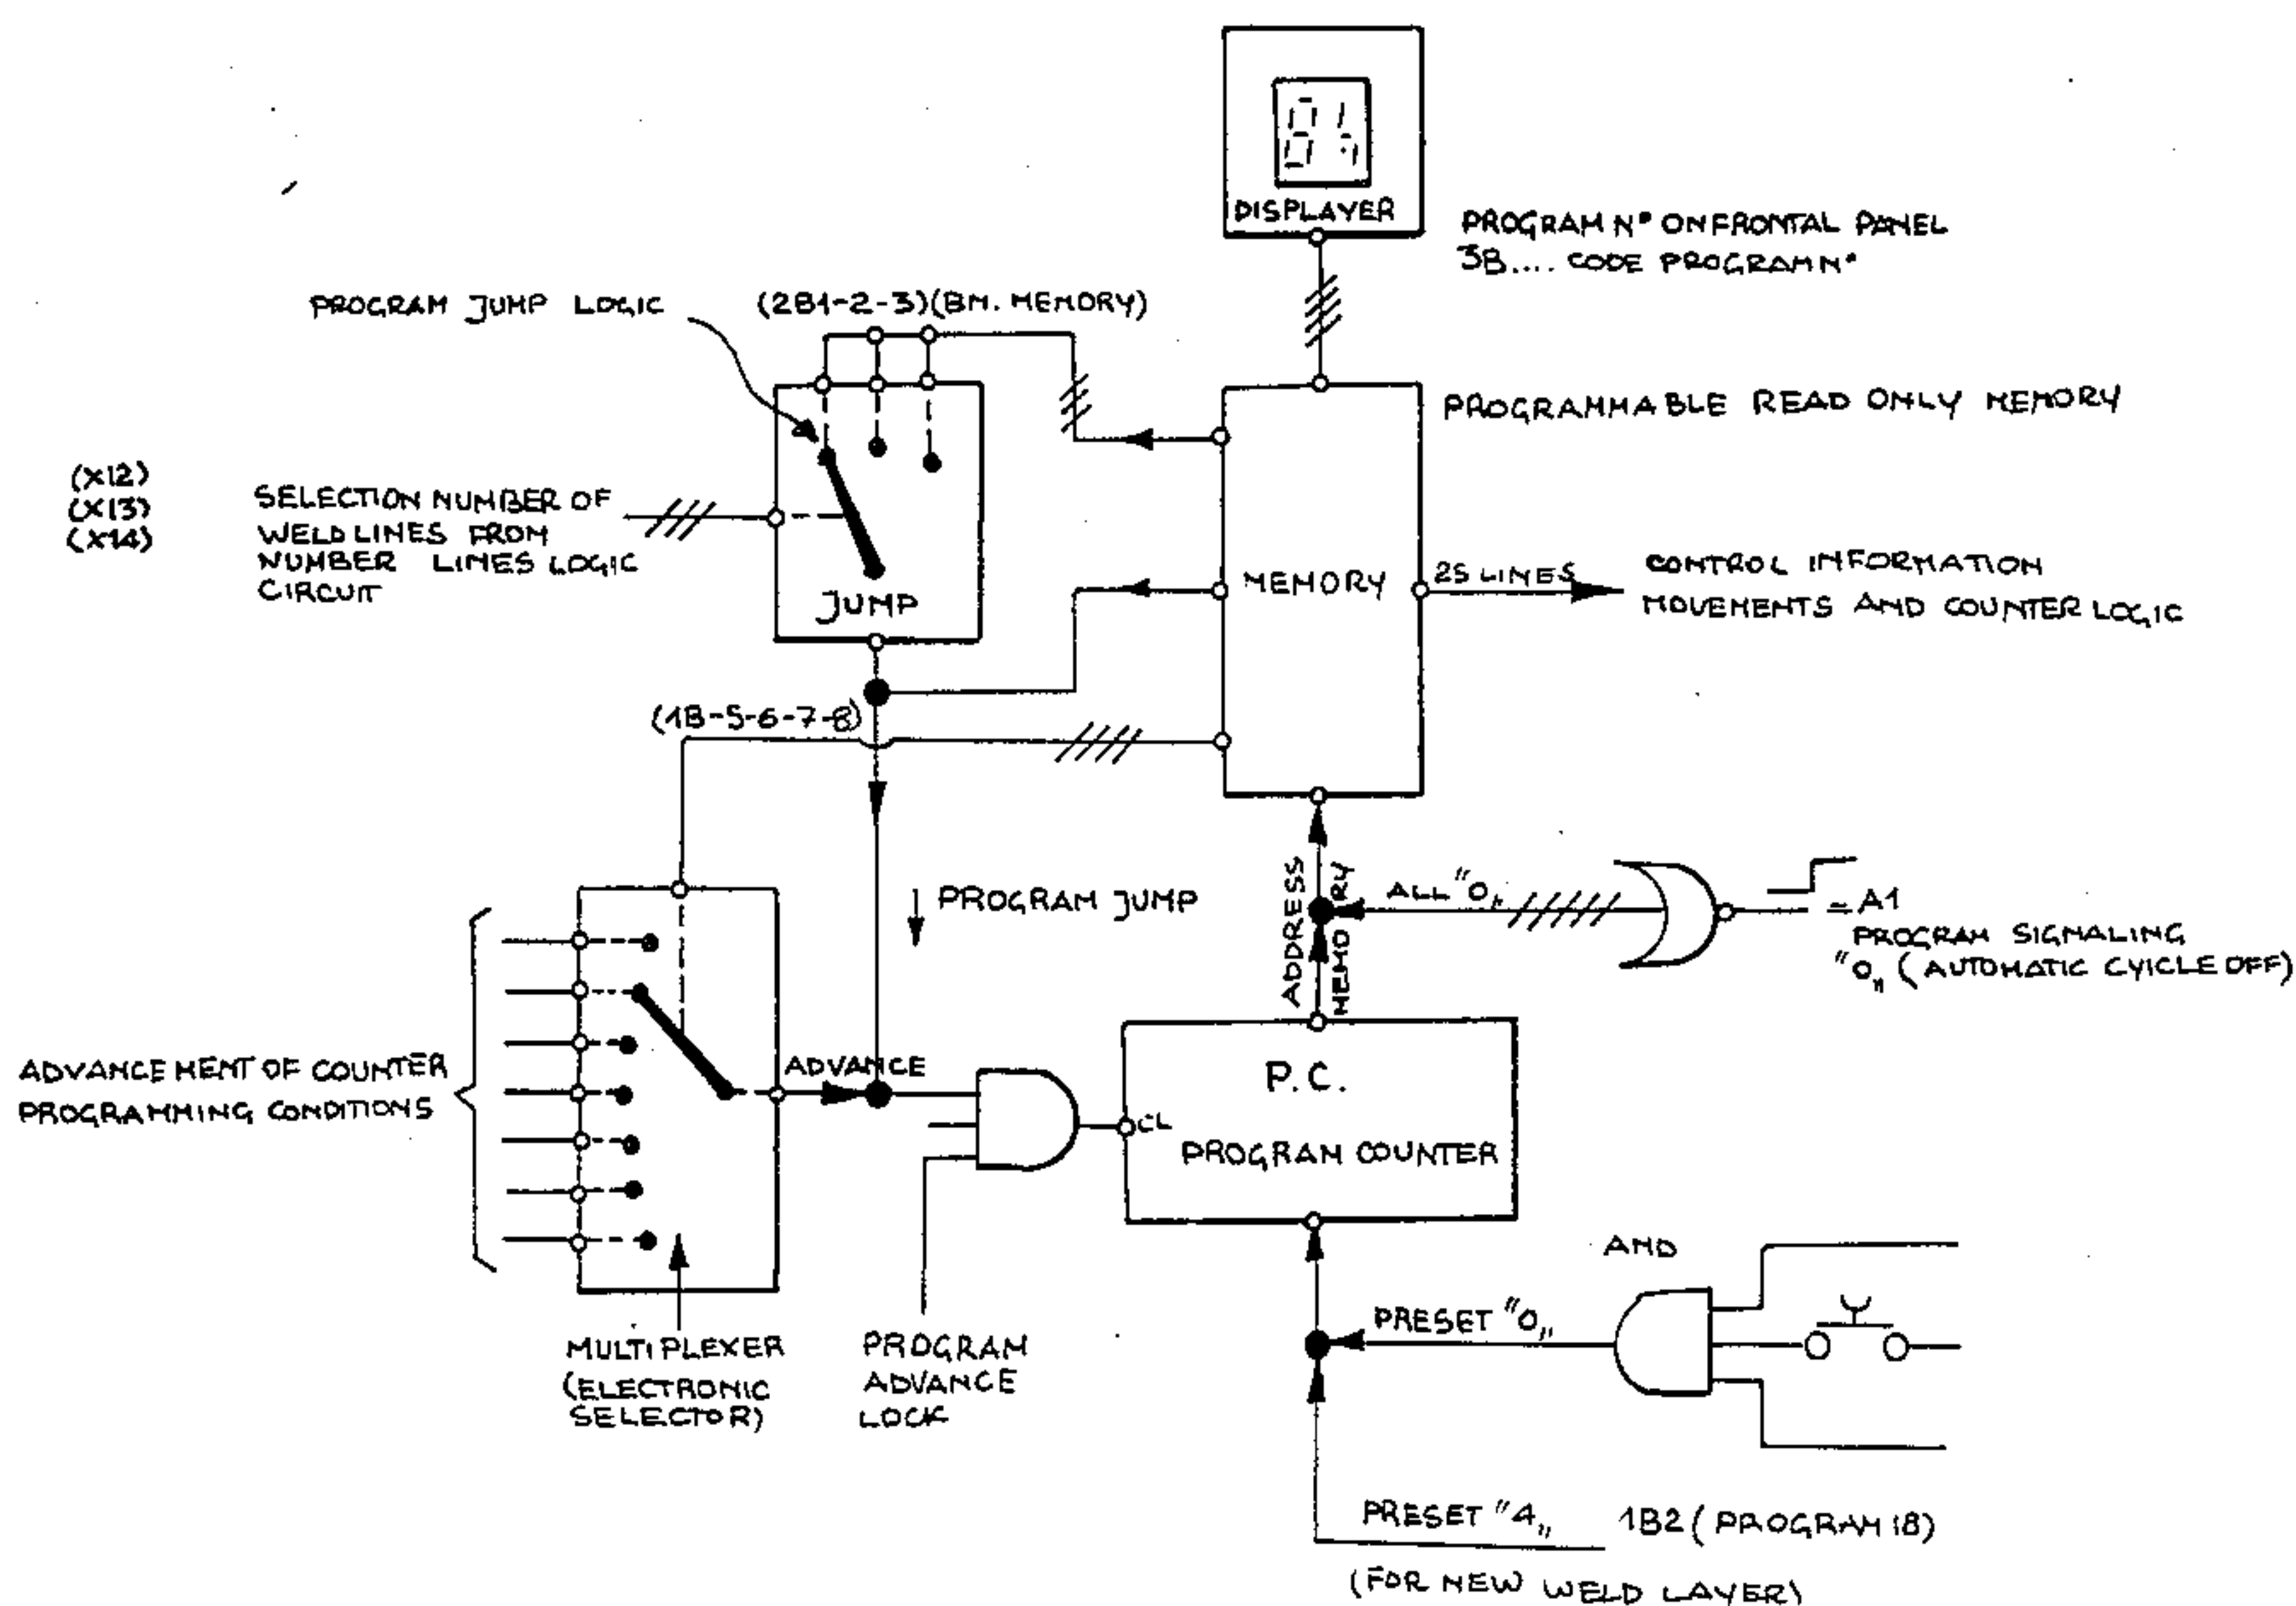 DISPLAYER
PROGRAM N° ON FRONTAL PANEL
3B.... CODE PROGRAM N°
PROGRAM JUMP LOGIC
(2B1-2-3)(BM. MEMORY)
PROGRAMMABLE READ ONLY MEMORY
(X12)
(X13)
(X14)
SELECTION NUMBER OF
WELD LINES FROM
NUMBER LINES LOGIC
CIRCUIT
JUMP
MEMORY
25 LINES
CONTROL INFORMATION
MOVEMENTS AND COUNTER LOGIC
(1B-5-6-7-8)
PROGRAM JUMP
ADDRESS
MEMORY
ALL "0„
= A1
PROGRAM SIGNALING
"0„ (AUTOMATIC CYICLE OFF)
ADVANCEMENT OF COUNTER
PROGRAMMING CONDITIONS
ADVANCE
CL
P.C.
PROGRAM COUNTER
MULTIPLEXER
(ELECTRONIC
SELECTOR)
PROGRAM
ADVANCE
LOCK
AND
PRESET "0„
PRESET "4„ 1B2 (PROGRAM 18)
(FOR NEW WELD LAYER)